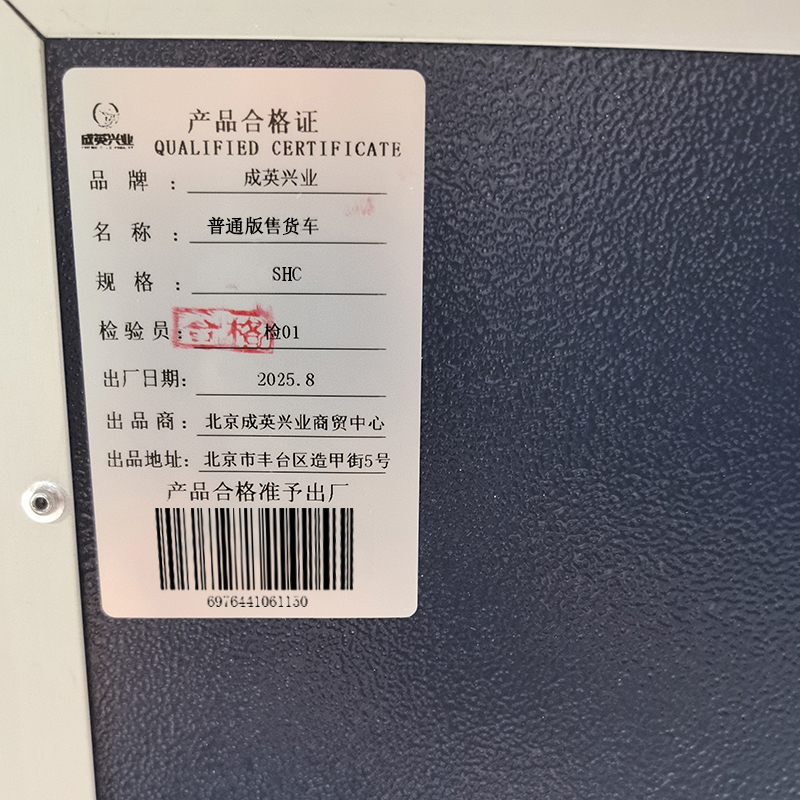 成英兴业
产品合格证
QUALIFIED CERTIFICATE
品牌：成英兴业
名称：普通版售货车
规格：SHC
检验员：检01
合格
出厂日期：2025.8
出品商：北京成英兴业商贸中心
出品地址：北京市丰台区造甲街5号
产品合格准予出厂
6976441061150